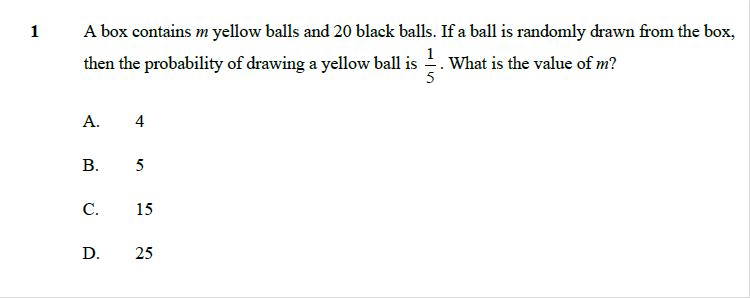 1 A box contains m yellow balls and 20 black balls. If a ball is randomly drawn from the box,
then the probability of drawing a yellow ball is 1/5. What is the value of m?
A. 4
B. 5
C. 15
D. 25